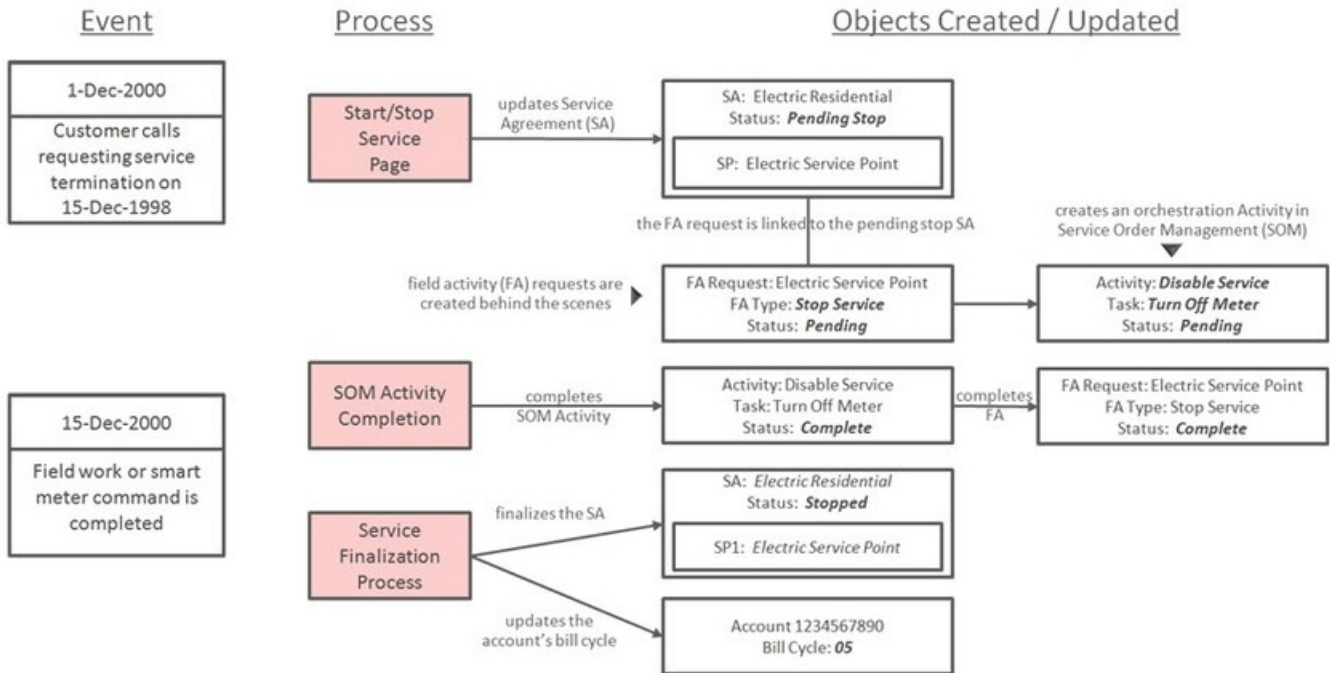 Event
Process
Objects Created / Updated
1-Dec-2000
Customer calls
requesting service
termination on
15-Dec-1998
Start/Stop
Service
Page
updates Service
Agreement (SA)
SA: Electric Residential
Status: Pending Stop
SP: Electric Service Point
the FA request is linked to the pending stop SA
creates an orchestration Activity in
Service Order Management (SOM)
field activity (FA) requests are
created behind the scenes
FA Request: Electric Service Point
FA Type: Stop Service
Status: Pending
Activity: Disable Service
Task: Turn Off Meter
Status: Pending
15-Dec-2000
Field work or smart
meter command is
completed
SOM Activity
Completion
completes
SOM Activity
Activity: Disable Service
Task: Turn Off Meter
Status: Complete
completes
FA
FA Request: Electric Service Point
FA Type: Stop Service
Status: Complete
Service
Finalization
Process
finalizes the SA
SA: Electric Residential
Status: Stopped
SP1: Electric Service Point
updates the
account's bill cycle
Account 1234567890
Bill Cycle: 05